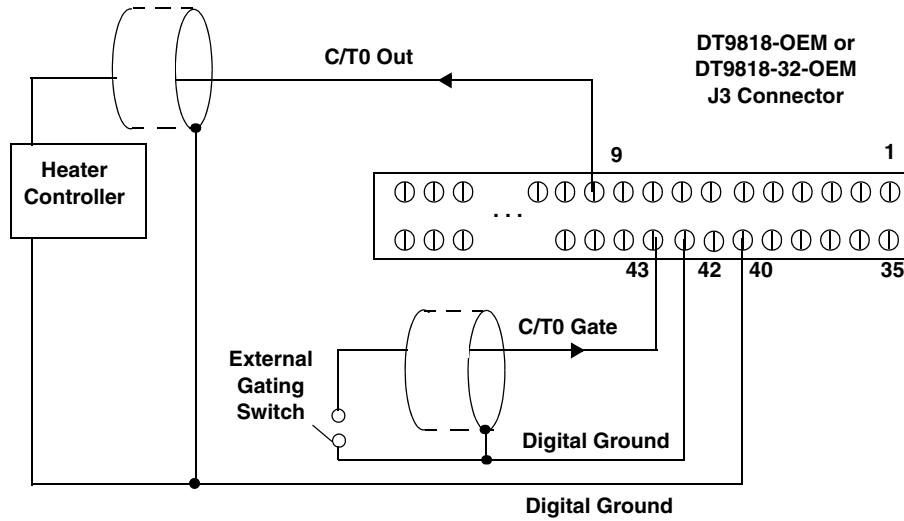 C/T0 Out
DT9818-OEM or
DT9818-32-OEM
J3 Connector
9
1
Heater
Controller
. . .
43
42
40
35
C/T0 Gate
External
Gating
Switch
Digital Ground
Digital Ground